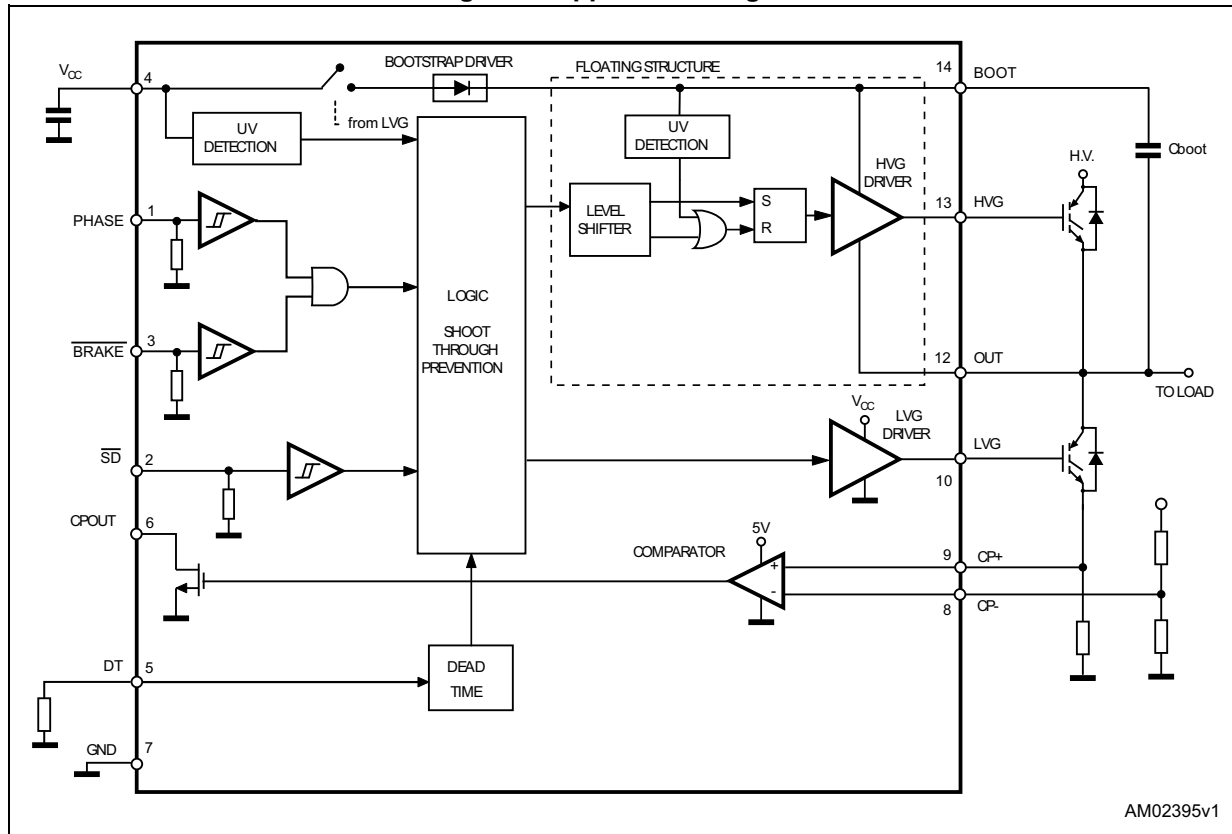 V_CC
4
BOOTSTRAP DRIVER
FLOATING STRUCTURE
14
BOOT
from LVG
UV
DETECTION
UV
DETECTION
Cboot
H.V.
HVG
DRIVER
PHASE
1
LEVEL
SHIFTER
S
R
13
HVG
LOGIC
SHOOT
THROUGH
PREVENTION
BRAKE
3
12
OUT
TO LOAD
V_CC
LVG
DRIVER
LVG
10
SD
2
CPOUT
6
5V
COMPARATOR
+
-
9
CP+
8
CP-
DT
5
DEAD
TIME
GND
7
AM02395v1